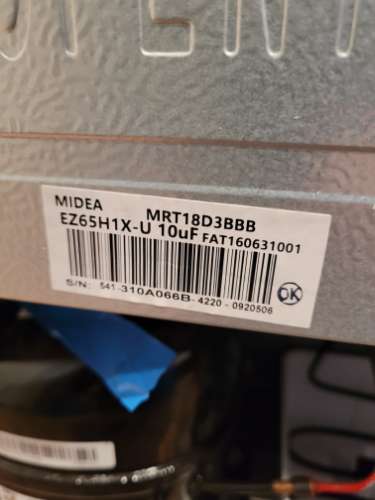 MIDEA MRT18D3BBB
EZ65H1X-U 10uF FAT160631001
S/N: 541-310A066B-4220-0920506
OK